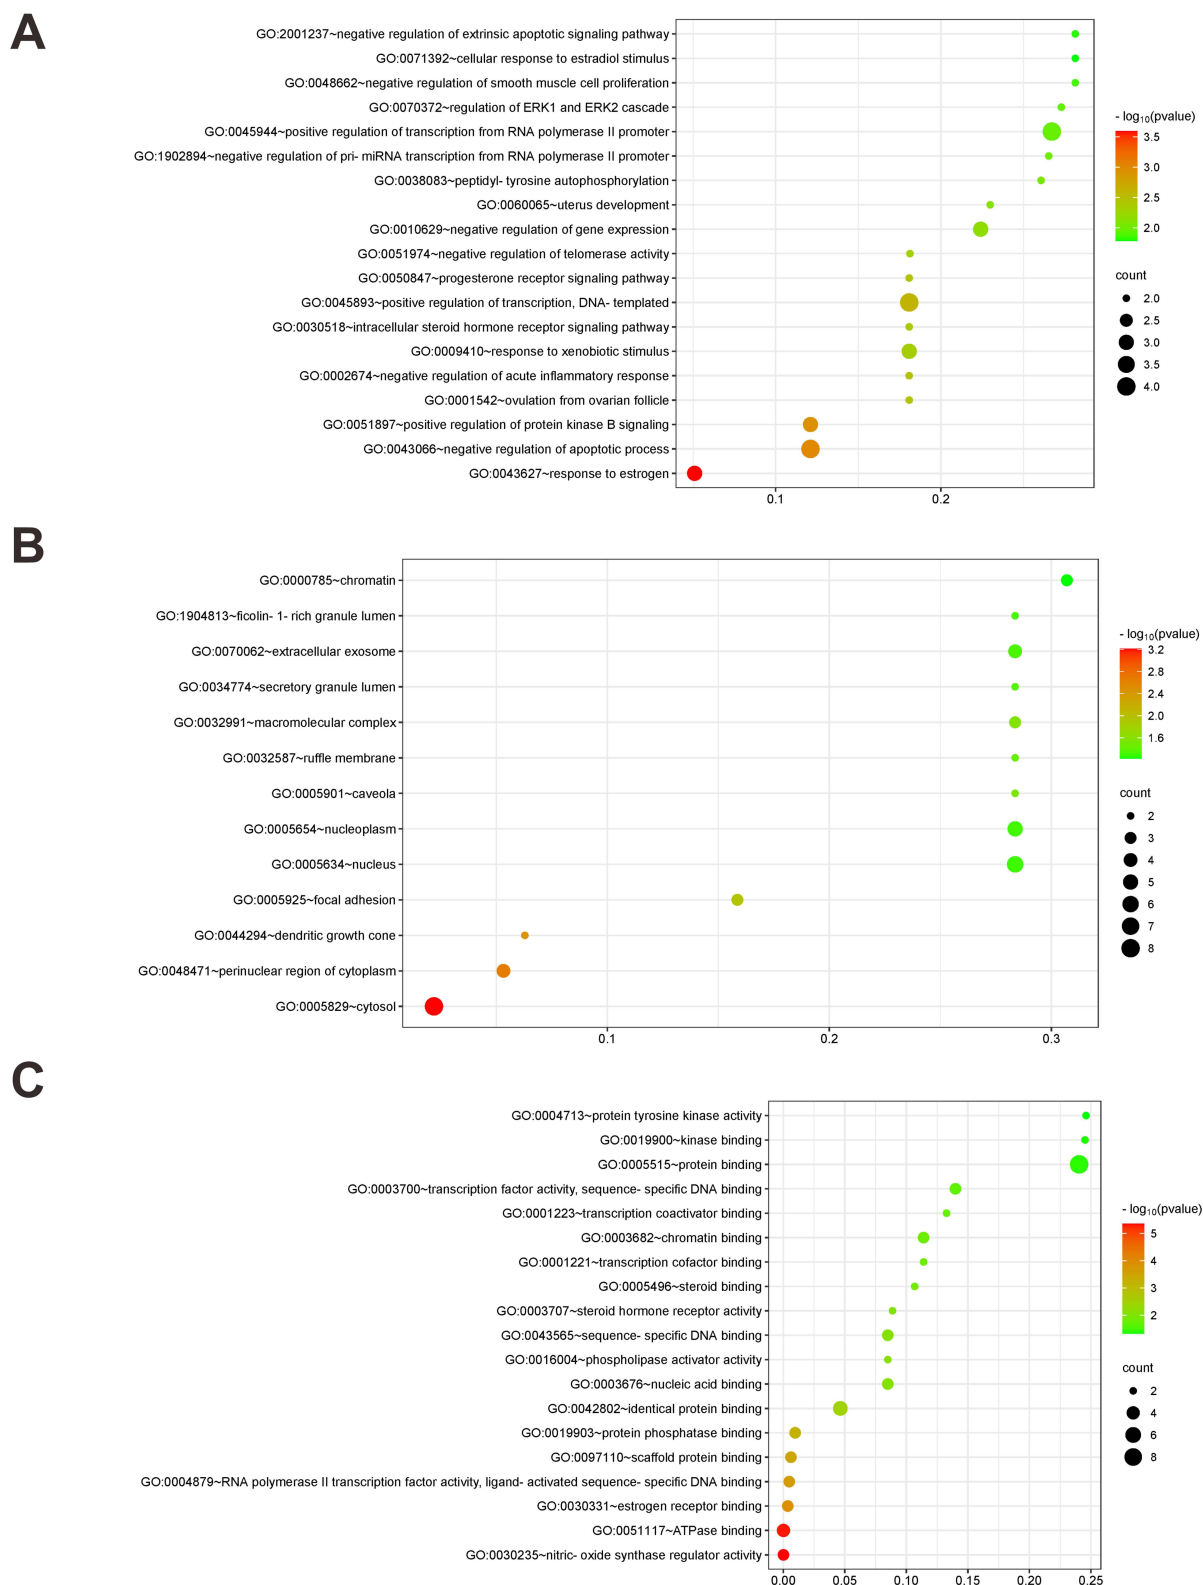 A
GO:2001237~negative regulation of extrinsic apoptotic signaling pathway
GO:0071392~cellular response to estradiol stimulus
GO:0048662~negative regulation of smooth muscle cell proliferation
GO:0070372~regulation of ERK1 and ERK2 cascade
GO:0045944~positive regulation of transcription from RNA polymerase II promoter
GO:1902894~negative regulation of pri- miRNA transcription from RNA polymerase II promoter
GO:0038083~peptidyl- tyrosine autophosphorylation
GO:0060065~uterus development
GO:0010629~negative regulation of gene expression
GO:0051974~negative regulation of telomerase activity
GO:0050847~progesterone receptor signaling pathway
GO:0045893~positive regulation of transcription, DNA- templated
GO:0030518~intracellular steroid hormone receptor signaling pathway
GO:0009410~response to xenobiotic stimulus
GO:0002674~negative regulation of acute inflammatory response
GO:0001542~ovulation from ovarian follicle
GO:0051897~positive regulation of protein kinase B signaling
GO:0043066~negative regulation of apoptotic process
GO:0043627~response to estrogen
0.1 0.2
- log10(pvalue)
3.5
3.0
2.5
2.0
count
2.0
2.5
3.0
3.5
4.0
B
GO:0000785~chromatin
GO:1904813~ficolin- 1- rich granule lumen
GO:0070062~extracellular exosome
GO:0034774~secretory granule lumen
GO:0032991~macromolecular complex
GO:0032587~ruffle membrane
GO:0005901~caveola
GO:0005654~nucleoplasm
GO:0005634~nucleus
GO:0005925~focal adhesion
GO:0044294~dendritic growth cone
GO:0048471~perinuclear region of cytoplasm
GO:0005829~cytosol
0.1 0.2 0.3
- log10(pvalue)
3.2
2.8
2.4
2.0
1.6
count
2
3
4
5
6
7
8
C
GO:0004713~protein tyrosine kinase activity
GO:0019900~kinase binding
GO:0005515~protein binding
GO:0003700~transcription factor activity, sequence- specific DNA binding
GO:0001223~transcription coactivator binding
GO:0003682~chromatin binding
GO:0001221~transcription cofactor binding
GO:0005496~steroid binding
GO:0003707~steroid hormone receptor activity
GO:0043565~sequence- specific DNA binding
GO:0016004~phospholipase activator activity
GO:0003676~nucleic acid binding
GO:0042802~identical protein binding
GO:0019903~protein phosphatase binding
GO:0097110~scaffold protein binding
GO:0004879~RNA polymerase II transcription factor activity, ligand- activated sequence- specific DNA binding
GO:0030331~estrogen receptor binding
GO:0051117~ATPase binding
GO:0030235~nitric- oxide synthase regulator activity
0.00 0.05 0.10 0.15 0.20 0.25
- log10(pvalue)
5
4
3
2
count
2
4
6
8